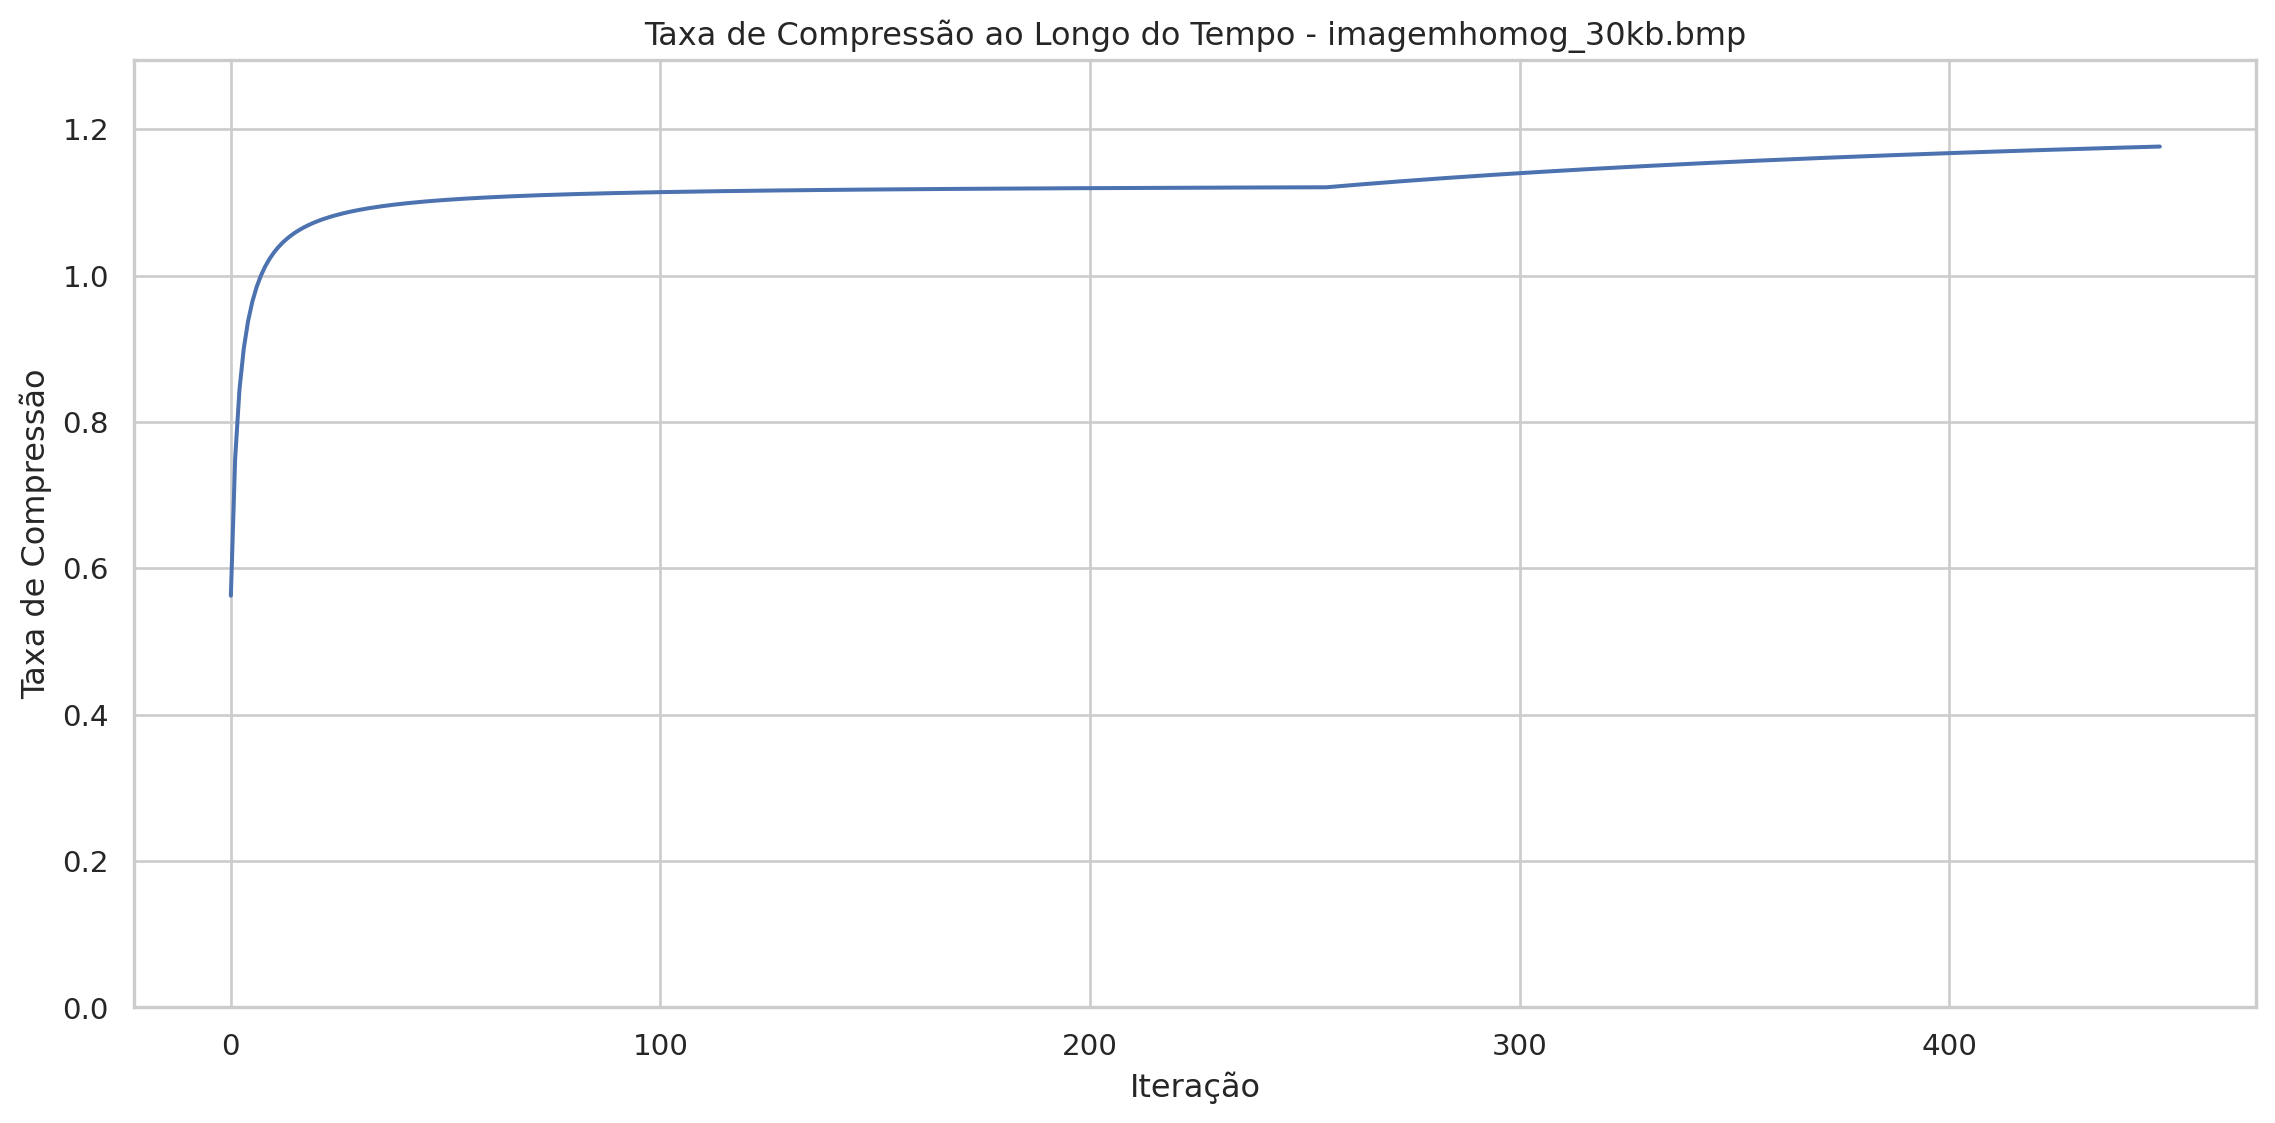 Taxa de Compressão ao Longo do Tempo - imagemhomog_30kb.bmp
Taxa de Compressão
1.2
1.0
0.8
0.6
0.4
0.2
0.0
0 100 200 300 400
Iteração